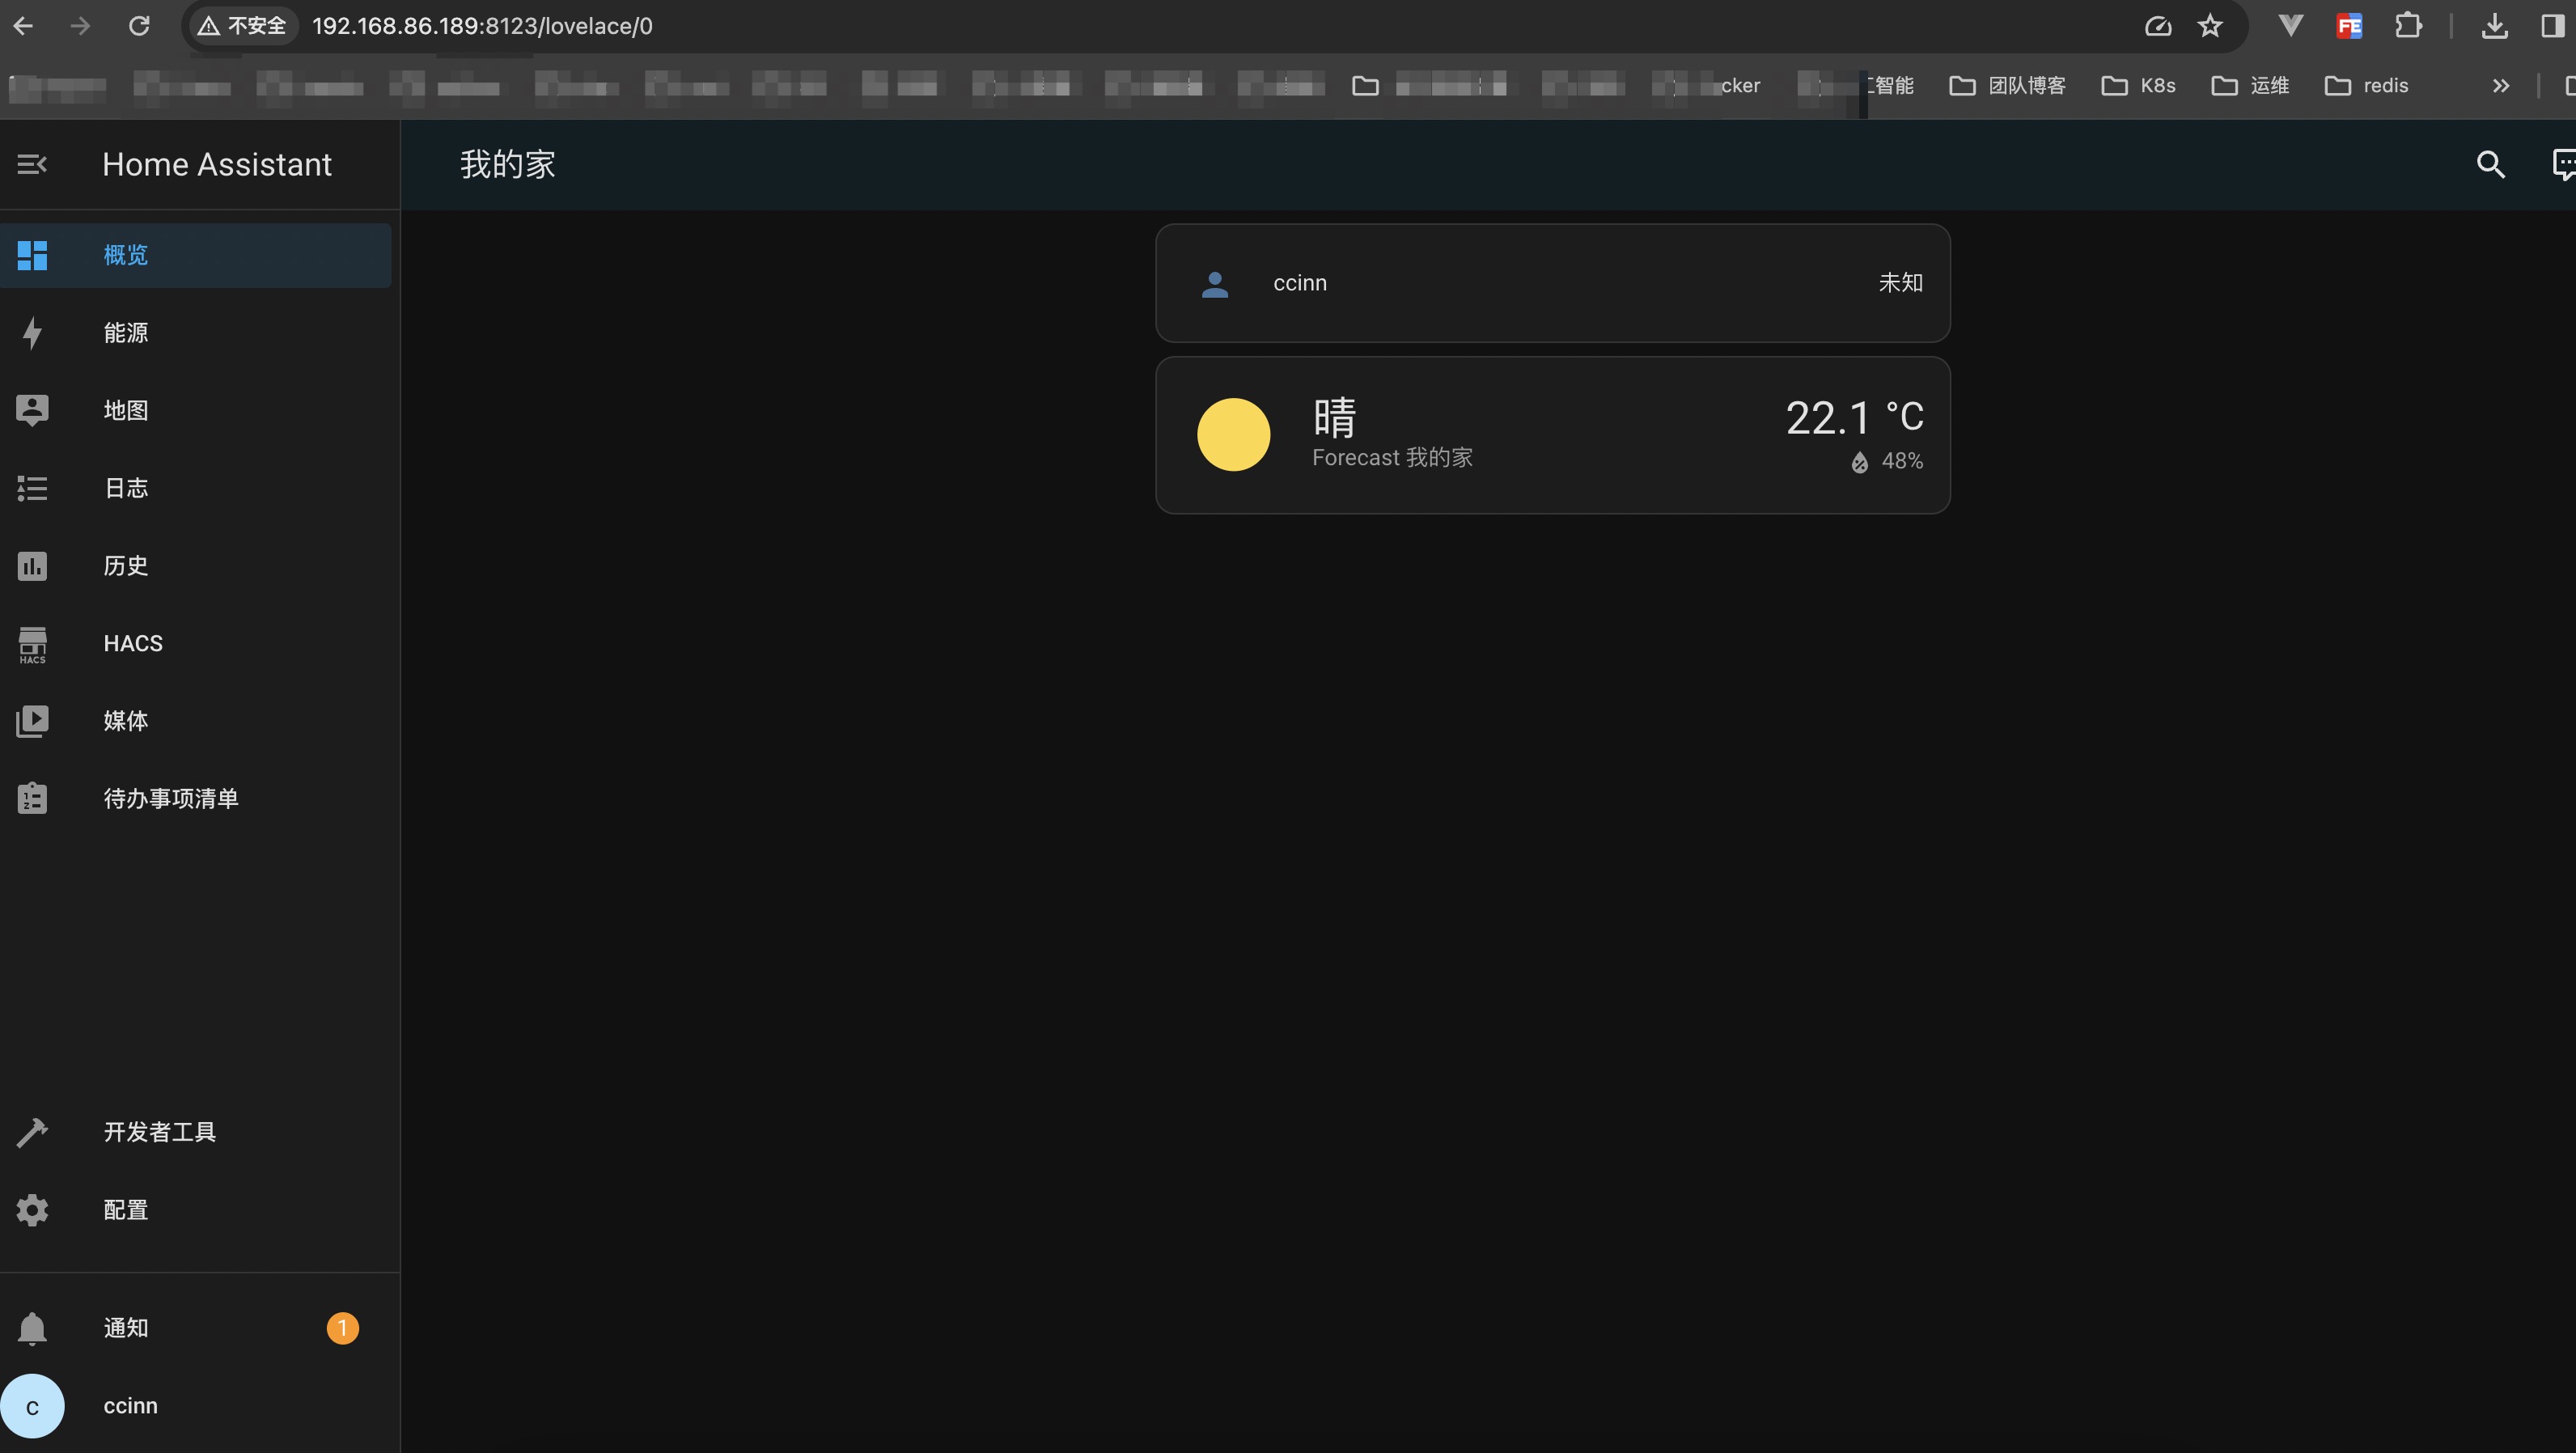 不安全 192.168.86.189:8123/lovelace/0
FE
cker 智能 团队博客 K8s 运维 redis
Home Assistant
我的家
概览
能源
地图
日志
历史
HACS
HACS
媒体
待办事项清单
开发者工具
配置
通知 1
c ccinn
ccinn 未知
晴 22.1 °C
Forecast 我的家 48%